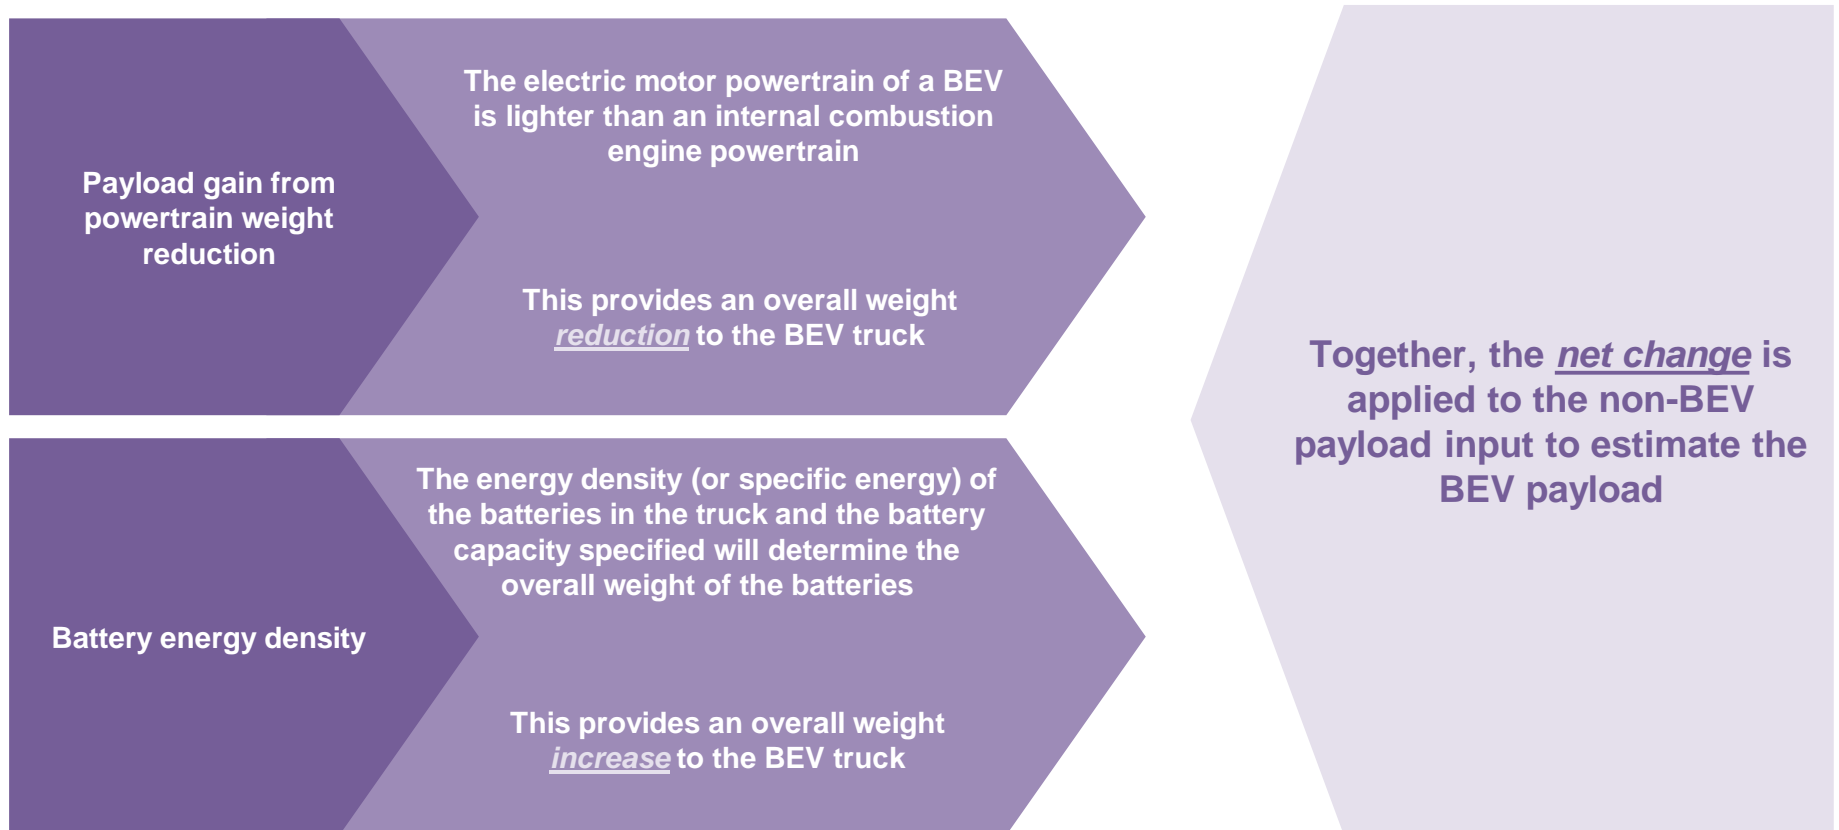 Payload gain from
powertrain weight
reduction
The electric motor powertrain of a BEV
is lighter than an internal combustion
engine powertrain
This provides an overall weight
reduction to the BEV truck
Battery energy density
The energy density (or specific energy) of
the batteries in the truck and the battery
capacity specified will determine the
overall weight of the batteries
This provides an overall weight
increase to the BEV truck
Together, the net change is
applied to the non-BEV
payload input to estimate the
BEV payload